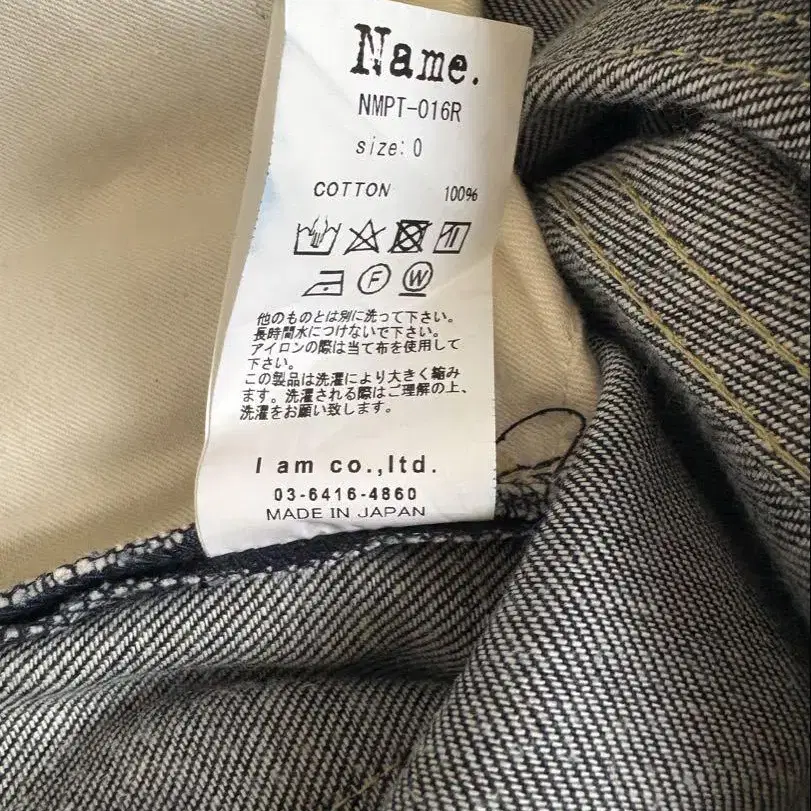 Name.
NMPT-016R
size: 0
COTTON 100%
F W
他のものとは別に洗って下さい。
長時間水につけないで下さい。
アイロンの際は当て布を使用して
下さい。
この製品は洗濯により大きく縮み
ます。洗濯される際はご理解の上、
洗濯をお願い致します。
I am co.,ltd.
03-6416-4860
MADE IN JAPAN